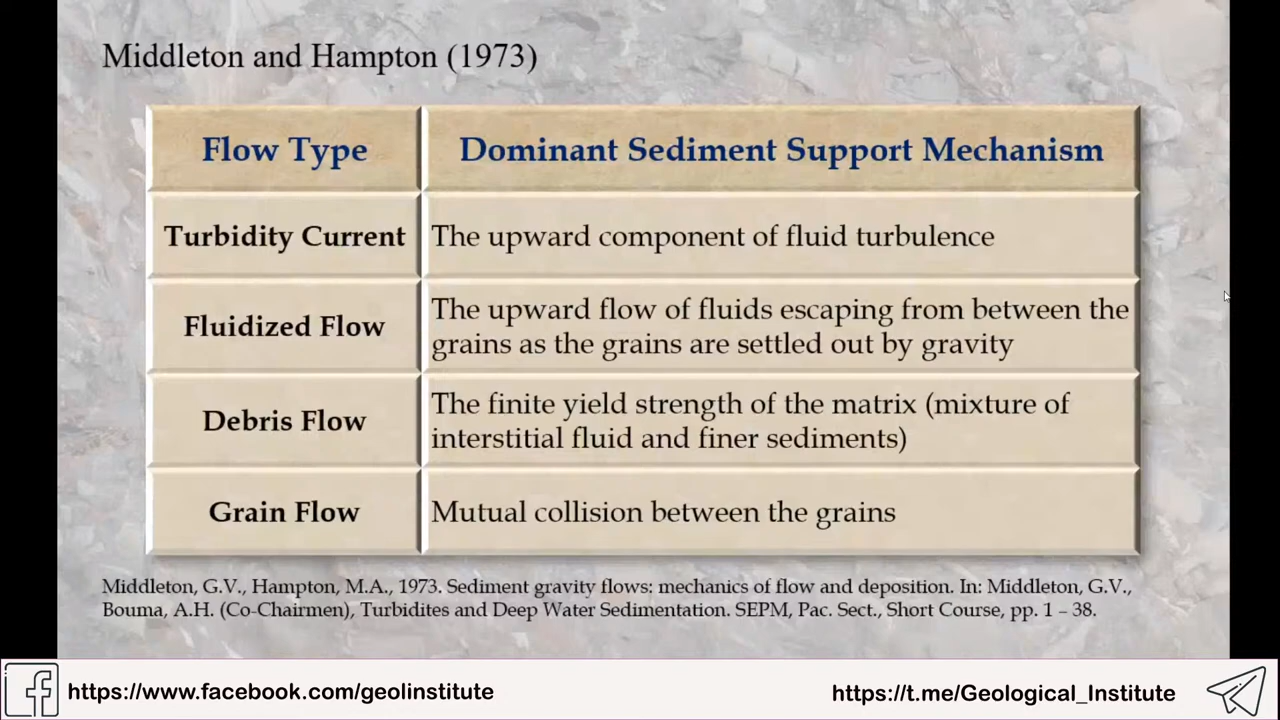 Middleton and Hampton (1973)
Flow Type
Dominant Sediment Support Mechanism
Turbidity Current
The upward component of fluid turbulence
Fluidized Flow
The upward flow of fluids escaping from between the
grains as the grains are settled out by gravity
Debris Flow
The finite yield strength of the matrix (mixture of
interstitial fluid and finer sediments)
Grain Flow
Mutual collision between the grains
Middleton, G.V., Hampton, M.A., 1973. Sediment gravity flows: mechanics of flow and deposition. In: Middleton, G.V.,
Bouma, A.H. (Co-Chairmen), Turbidites and Deep Water Sedimentation. SEPM, Pac. Sect., Short Course, pp. 1 – 38.
https://www.facebook.com/geolinstitute
https://t.me/Geological_Institute